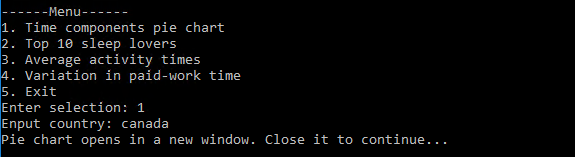 ------Menu------
1. Time components pie chart
2. Top 10 sleep lovers
3. Average activity times
4. Variation in paid-work time
5. Exit
Enter selection: 1
Enput country: canada
Pie chart opens in a new window. Close it to continue...